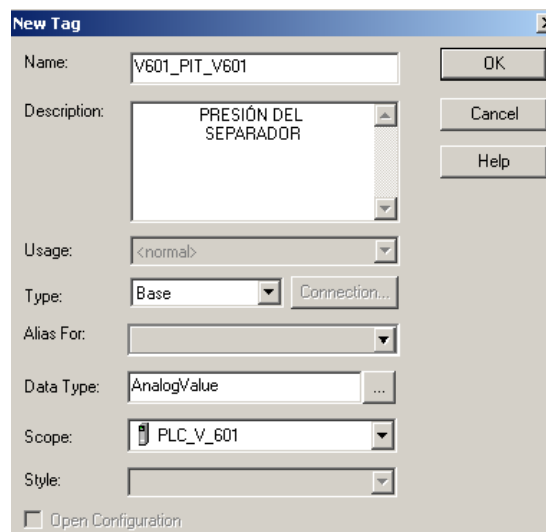 New Tag
Name: V601_PIT_V601 OK
Description: PRESIÓN DEL Cancel
SEPARADOR
Help
Usage: <normal>
Type: Base Connection...
Alias For:
Data Type: AnalogValue ...
Scope: PLC_V_601
Style:
Open Configuration